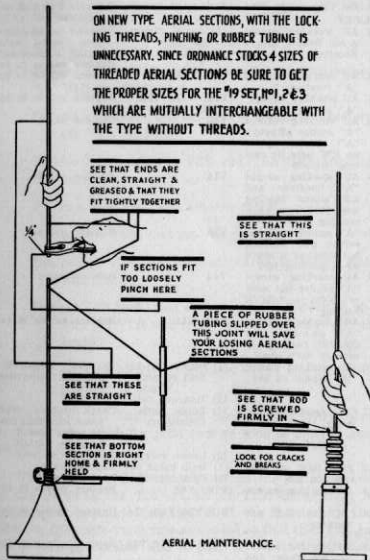 ON NEW TYPE AERIAL SECTIONS, WITH THE LOCK-
ING THREADS, PINCHING OR RUBBER TUBING IS
UNNECESSARY. SINCE ORDNANCE STOCKS 4 SIZES OF
THREADED AERIAL SECTIONS BE SURE TO GET
THE PROPER SIZES FOR THE #19 SET, Nº1, 2 & 3
WHICH ARE MUTUALLY INTERCHANGEABLE WITH
THE TYPE WITHOUT THREADS.
SEE THAT ENDS ARE
CLEAN, STRAIGHT &
GREASED & THAT THEY
FIT TIGHTLY TOGETHER
SEE THAT THIS
IS STRAIGHT
¼"
IF SECTIONS FIT
TOO LOOSELY
PINCH HERE
A PIECE OF RUBBER
TUBING SLIPPED OVER
THIS JOINT WILL SAVE
YOUR LOSING AERIAL
SECTIONS
SEE THAT THESE
ARE STRAIGHT
SEE THAT ROD
IS SCREWED
FIRMLY IN
SEE THAT BOTTOM
SECTION IS RIGHT
HOME & FIRMLY
HELD
LOOK FOR CRACKS
AND BREAKS
AERIAL MAINTENANCE.